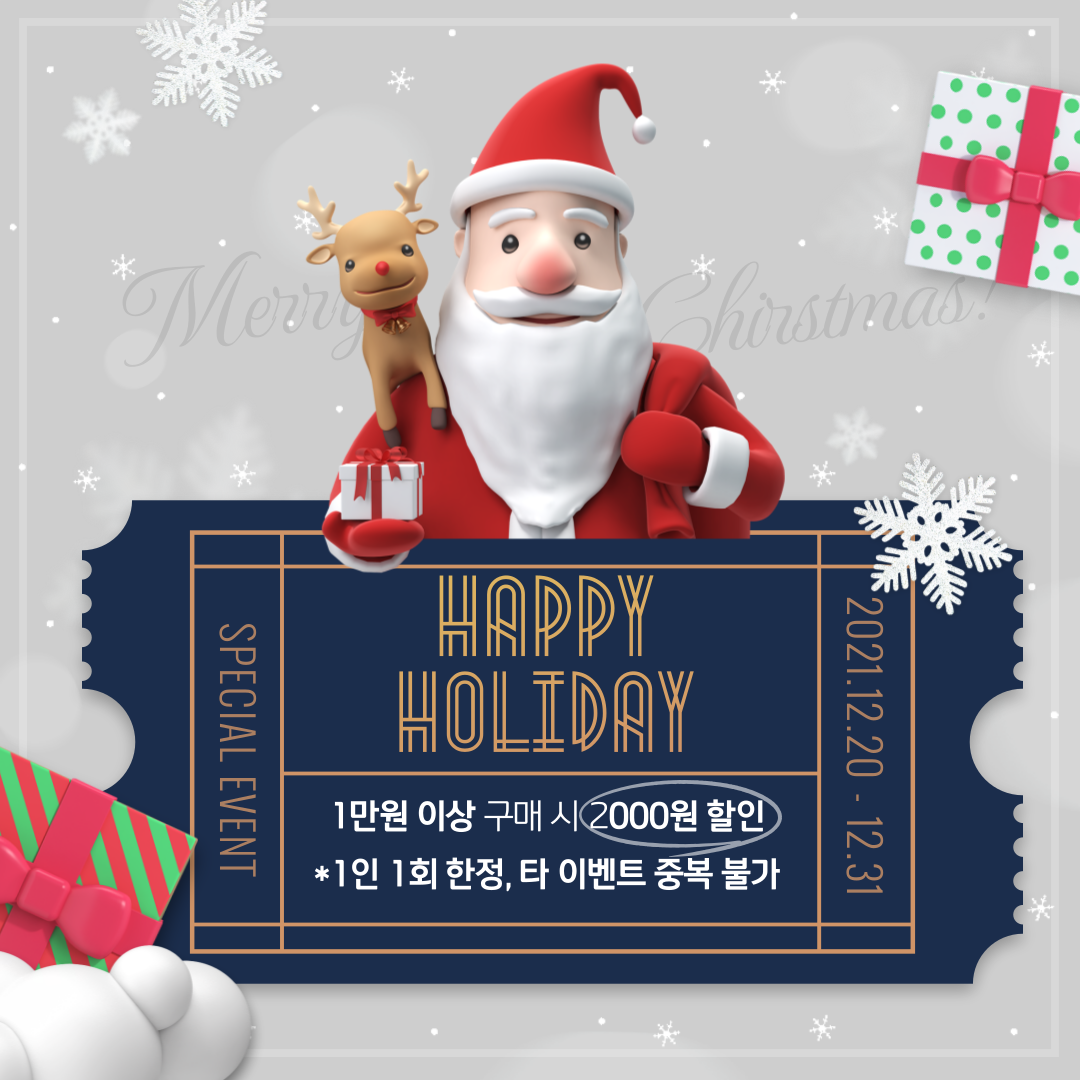 Merry Chirstmas!
HAPPY
HOLIDAY
SPECIAL EVENT
2021.12.20 - 12.31
1만원 이상 구매 시 2000원 할인
*1인 1회 한정, 타 이벤트 중복 불가